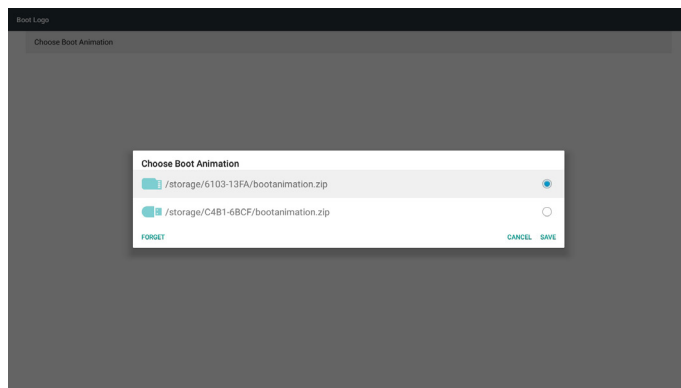 Boot Logo
Choose Boot Animation
Choose Boot Animation
/storage/6103-13FA/bootanimation.zip
/storage/C4B1-6BCF/bootanimation.zip
FORGET CANCEL SAVE